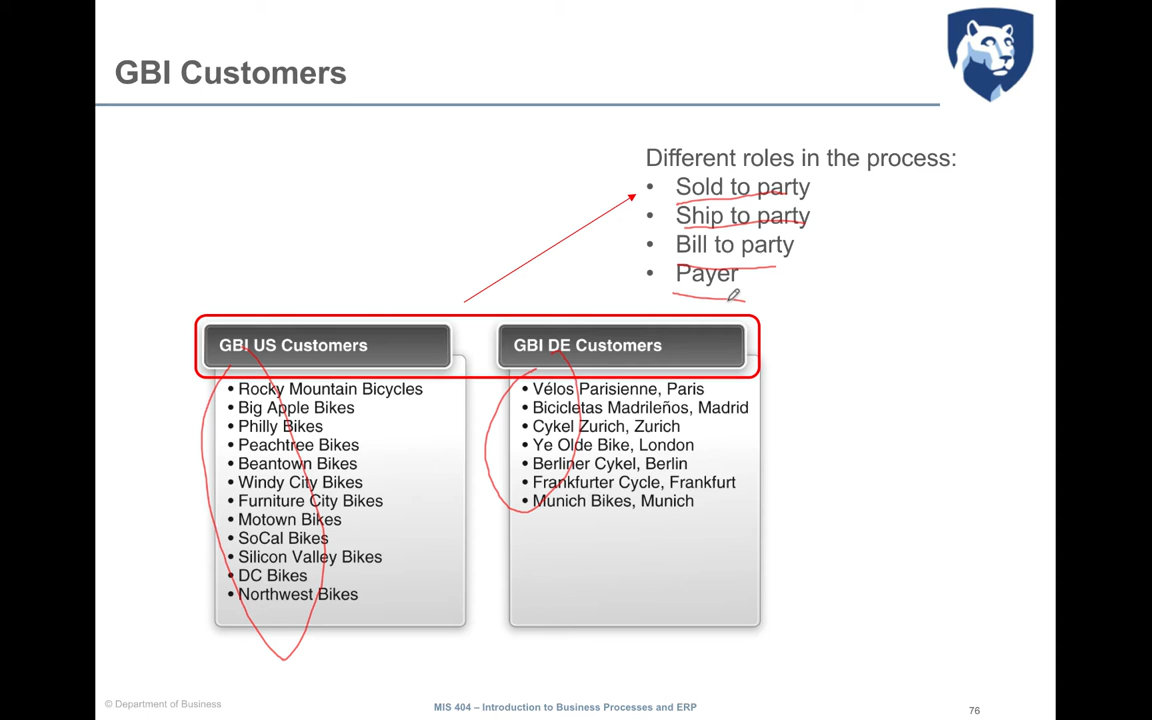 GBI Customers
Different roles in the process:
• Sold to party
• Ship to party
• Bill to party
• Payer
GBI US Customers
• Rocky Mountain Bicycles
• Big Apple Bikes
• Philly Bikes
• Peachtree Bikes
• Beantown Bikes
• Windy City Bikes
• Furniture City Bikes
• Motown Bikes
• SoCal Bikes
• Silicon Valley Bikes
• DC Bikes
• Northwest Bikes
GBI DE Customers
• Vélos Parisienne, Paris
• Bicicletas Madrileños, Madrid
• Cykel Zurich, Zurich
• Ye Olde Bike, London
• Berliner Cykel, Berlin
• Frankfurter Cycle, Frankfurt
• Munich Bikes, Munich
© Department of Business
MIS 404 – Introduction to Business Processes and ERP
76